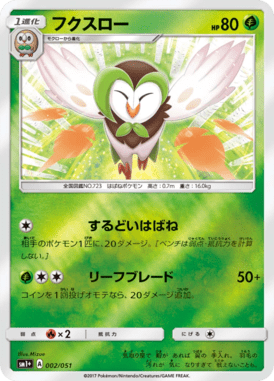 1進化
フクスロー
HP 80
モクローから進化
全国図鑑NO.723 はばねポケモン 高さ:0.7m 重さ:16.0kg
するどいはばね
相手のポケモン1匹に、20ダメージ。[ベンチは弱点・抵抗力を計算
しない。]
リーフブレード 50+
コインを1回投げオモテなら、20ダメージ追加。
弱点 ×2 抵抗力 にげる
illus. Mizue
sm1+ A 002/051
©2017 Pokémon/Nintendo/Creatures/GAME FREAK.